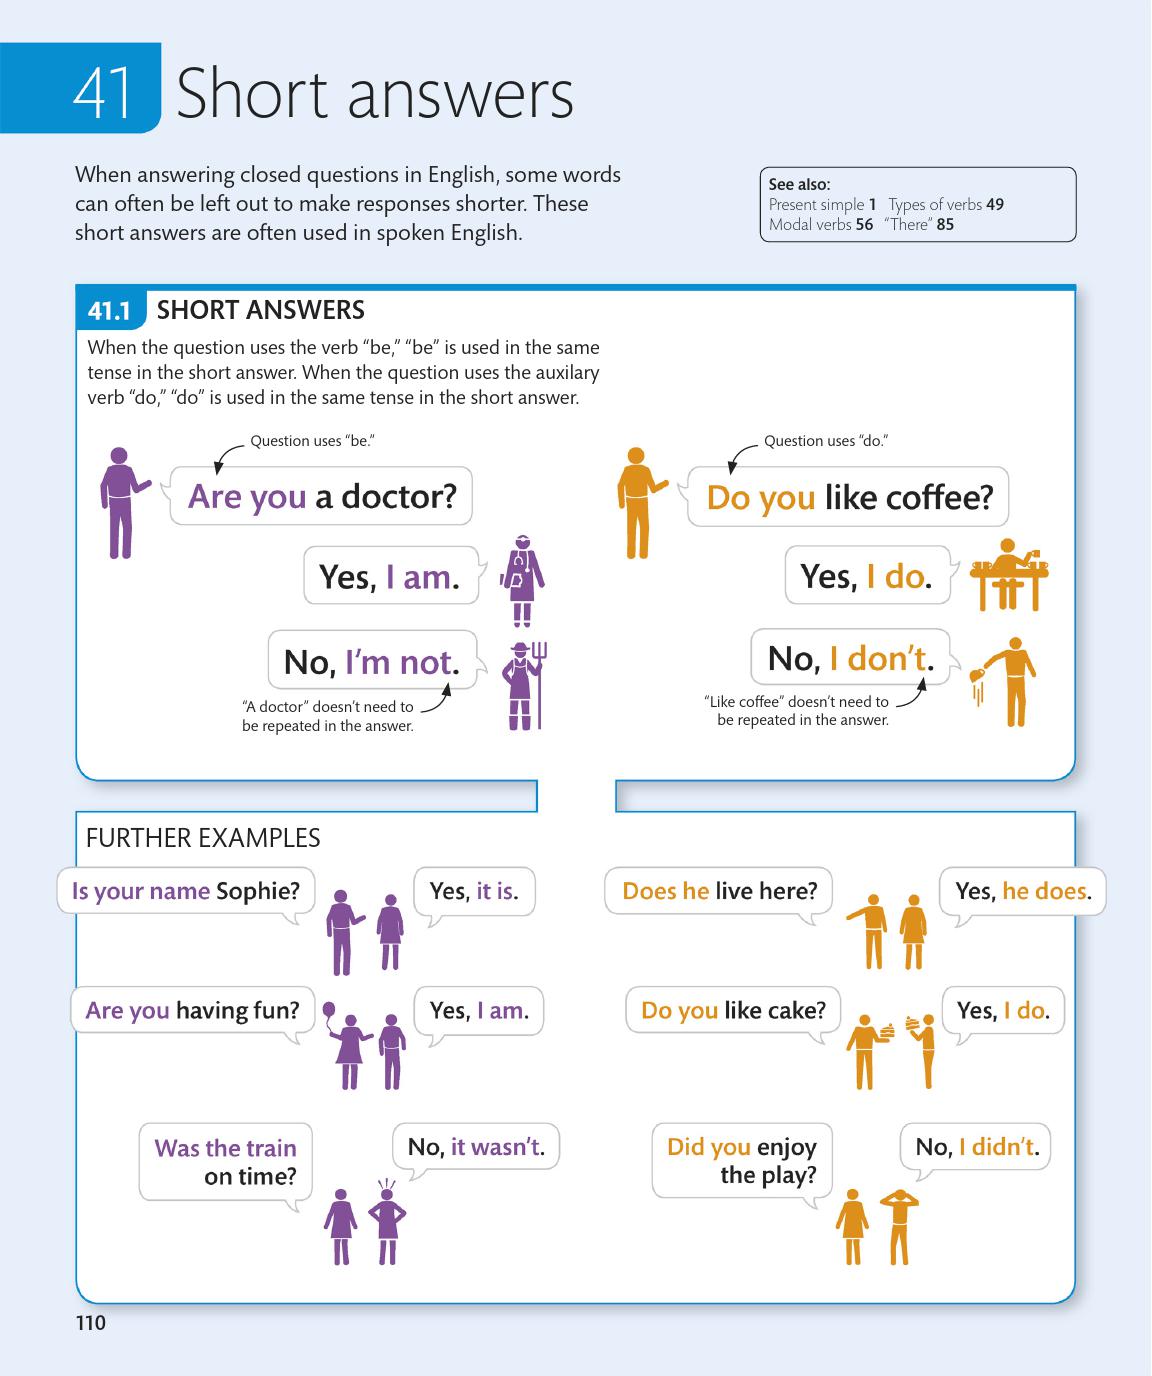 41 Short answers
When answering closed questions in English, some words
can often be left out to make responses shorter. These
short answers are often used in spoken English.
See also:
Present simple 1 Types of verbs 49
Modal verbs 56 “There” 85
41.1 SHORT ANSWERS
When the question uses the verb “be,” “be” is used in the same
tense in the short answer. When the question uses the auxilary
verb “do,” “do” is used in the same tense in the short answer.
Question uses “be.”
Are you a doctor?
Yes, I am.
No, I’m not.
“A doctor” doesn’t need to
be repeated in the answer.
Question uses “do.”
Do you like coffee?
Yes, I do.
No, I don’t.
“Like coffee” doesn’t need to
be repeated in the answer.
FURTHER EXAMPLES
Is your name Sophie?
Yes, it is.
Are you having fun?
Yes, I am.
Was the train
on time?
No, it wasn’t.
Does he live here?
Yes, he does.
Do you like cake?
Yes, I do.
Did you enjoy
the play?
No, I didn’t.
110